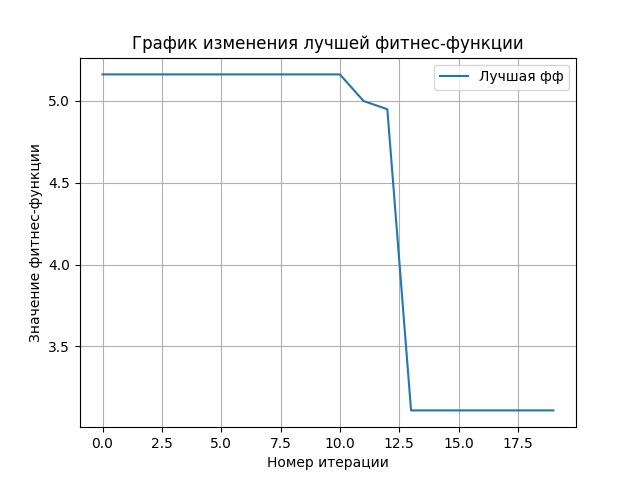 График изменения лучшей фитнес-функции
Лучшая фф
Значение фитнес-функции
5.0
4.5
4.0
3.5
0.0 2.5 5.0 7.5 10.0 12.5 15.0 17.5
Номер итерации